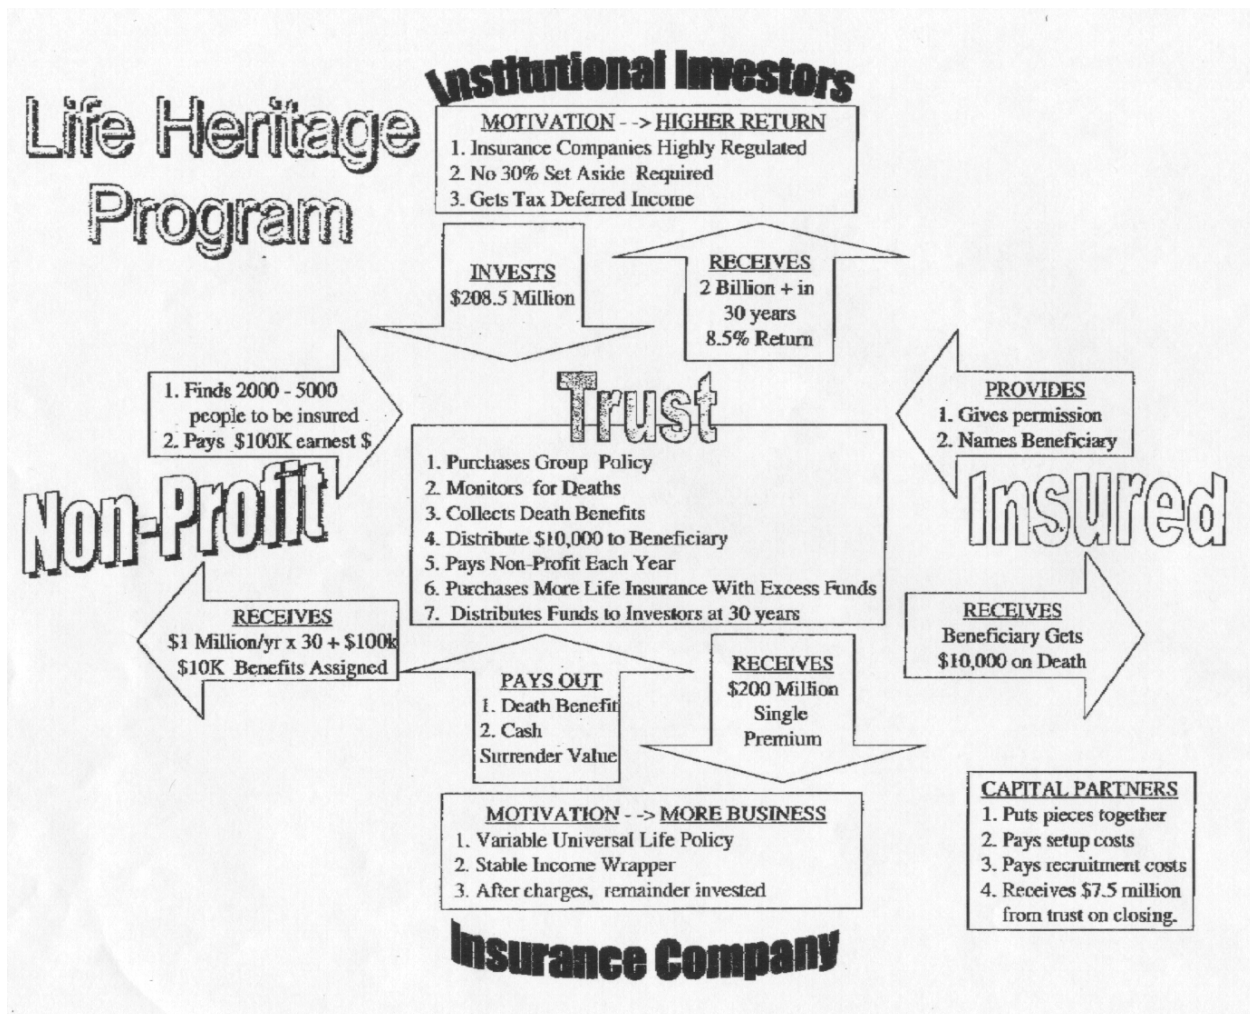 Life Heritage
Program
Institutional Investors
MOTIVATION - -> HIGHER RETURN
1. Insurance Companies Highly Regulated
2. No 30% Set Aside Required
3. Gets Tax Deferred Income
INVESTS
$208.5 Million
RECEIVES
2 Billion + in
30 years
8.5% Return
1. Finds 2000 - 5000
people to be insured
2. Pays $100K earnest $
Non-Profit
RECEIVES
$1 Million/yr x 30 + $100k
$10K Benefits Assigned
Trust
1. Purchases Group Policy
2. Monitors for Deaths
3. Collects Death Benefits
4. Distribute $10,000 to Beneficiary
5. Pays Non-Profit Each Year
6. Purchases More Life Insurance With Excess Funds
7. Distributes Funds to Investors at 30 years
PROVIDES
1. Gives permission
2. Names Beneficiary
Insured
RECEIVES
Beneficiary Gets
$10,000 on Death
PAYS OUT
1. Death Benefit
2. Cash
Surrender Value
RECEIVES
$200 Million
Single
Premium
MOTIVATION - -> MORE BUSINESS
1. Variable Universal Life Policy
2. Stable Income Wrapper
3. After charges, remainder invested
Insurance Company
CAPITAL PARTNERS
1. Puts pieces together
2. Pays setup costs
3. Pays recruitment costs
4. Receives $7.5 million
from trust on closing.